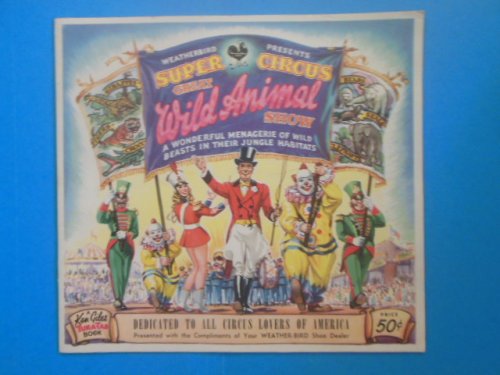 WEATHERBIRD PRESENTS
SUPER CIRCUS
GREAT
Wild Animal
SHOW
A WONDERFUL MENAGERIE OF WILD
BEASTS IN THEIR JUNGLE HABITATS
A
Ken Giles
TUKATAB
BOOK
DEDICATED TO ALL CIRCUS LOVERS OF AMERICA
Presented with the Compliments of Your WEATHER-BIRD Shoe Dealer
PRICE
50¢